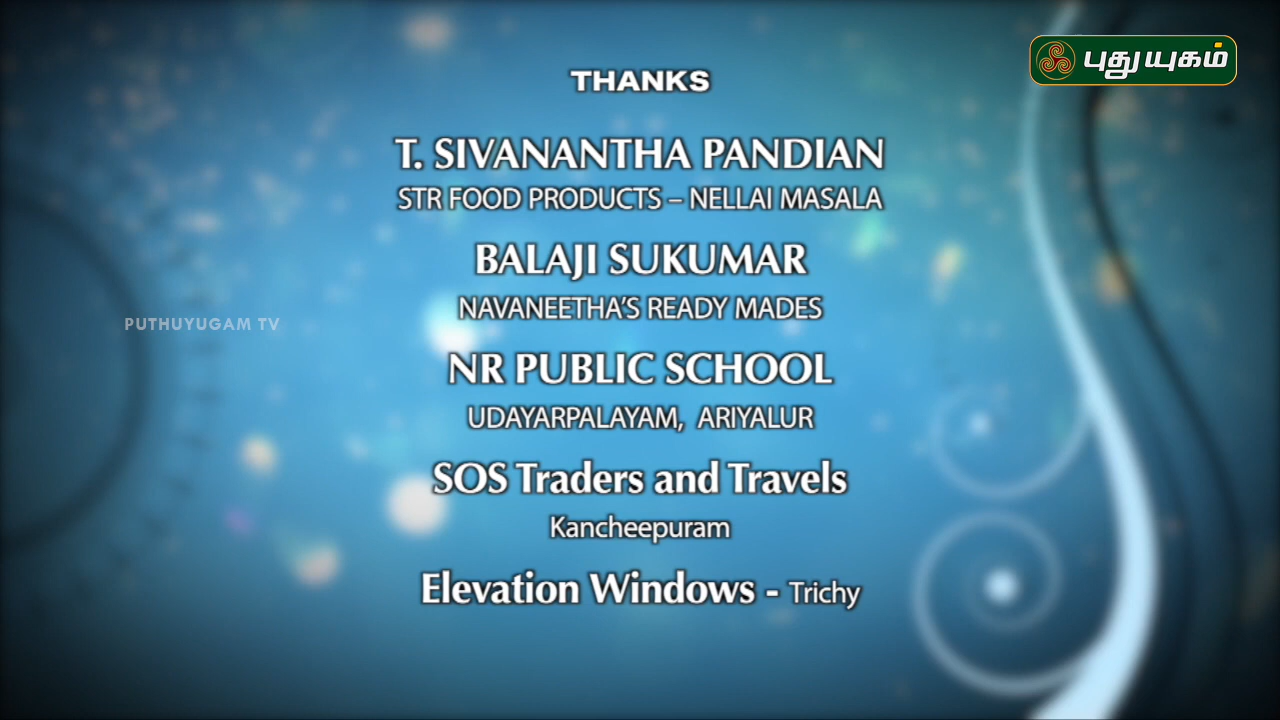 புதுயுகம்
THANKS
T. SIVANANTHA PANDIAN
STR FOOD PRODUCTS – NELLAI MASALA
BALAJI SUKUMAR
NAVANEETHA'S READY MADES
PUTHUYUGAM TV
NR PUBLIC SCHOOL
UDAYARPALAYAM, ARIYALUR
SOS Traders and Travels
Kancheepuram
Elevation Windows - Trichy